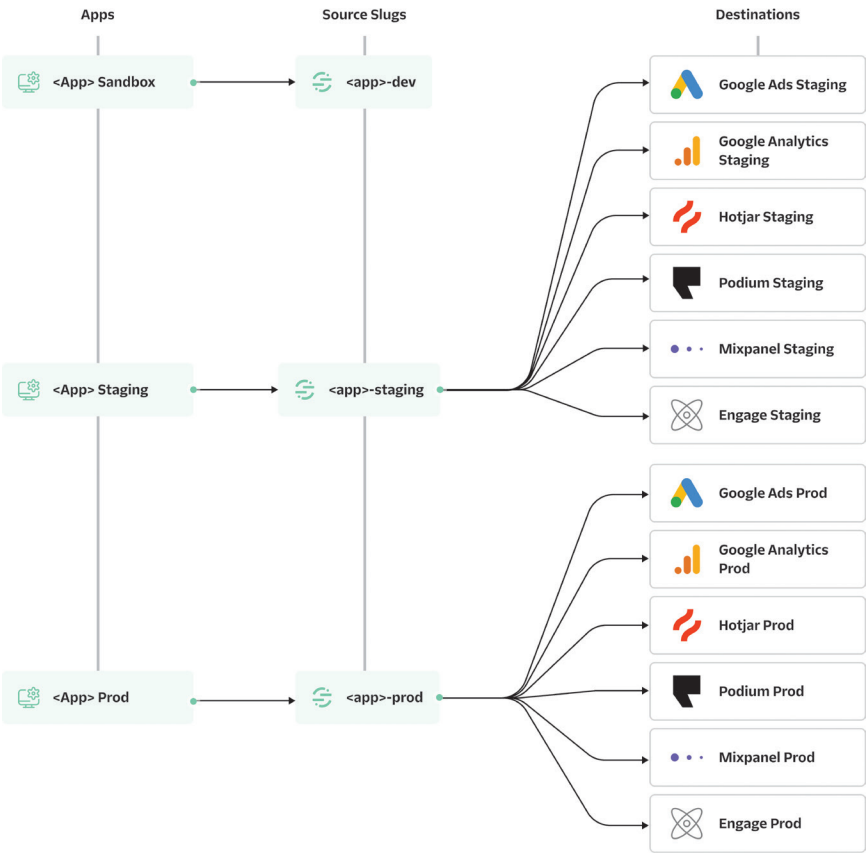 Apps
Source Slugs
Destinations
<App> Sandbox
<app>-dev
Google Ads Staging
Google Analytics
Staging
Hotjar Staging
Podium Staging
Mixpanel Staging
<App> Staging
<app>-staging
Engage Staging
Google Ads Prod
Google Analytics
Prod
Hotjar Prod
<App> Prod
<app>-prod
Podium Prod
Mixpanel Prod
Engage Prod